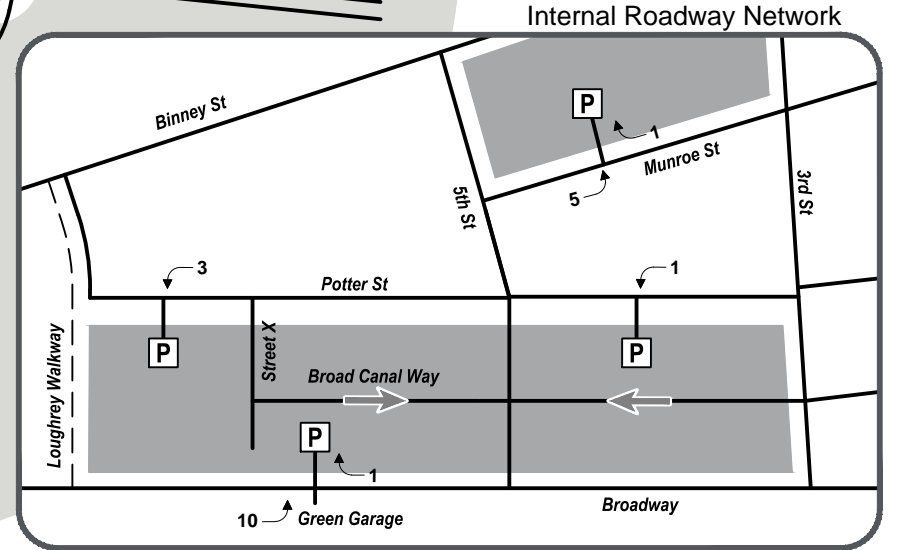 Internal Roadway Network
Binney St
P
1
Munroe St
5
5th St
3rd St
3
Potter St
1
P
P
Street X
Broad Canal Way
Loughrey Walkway
P
1
10
Green Garage
Broadway